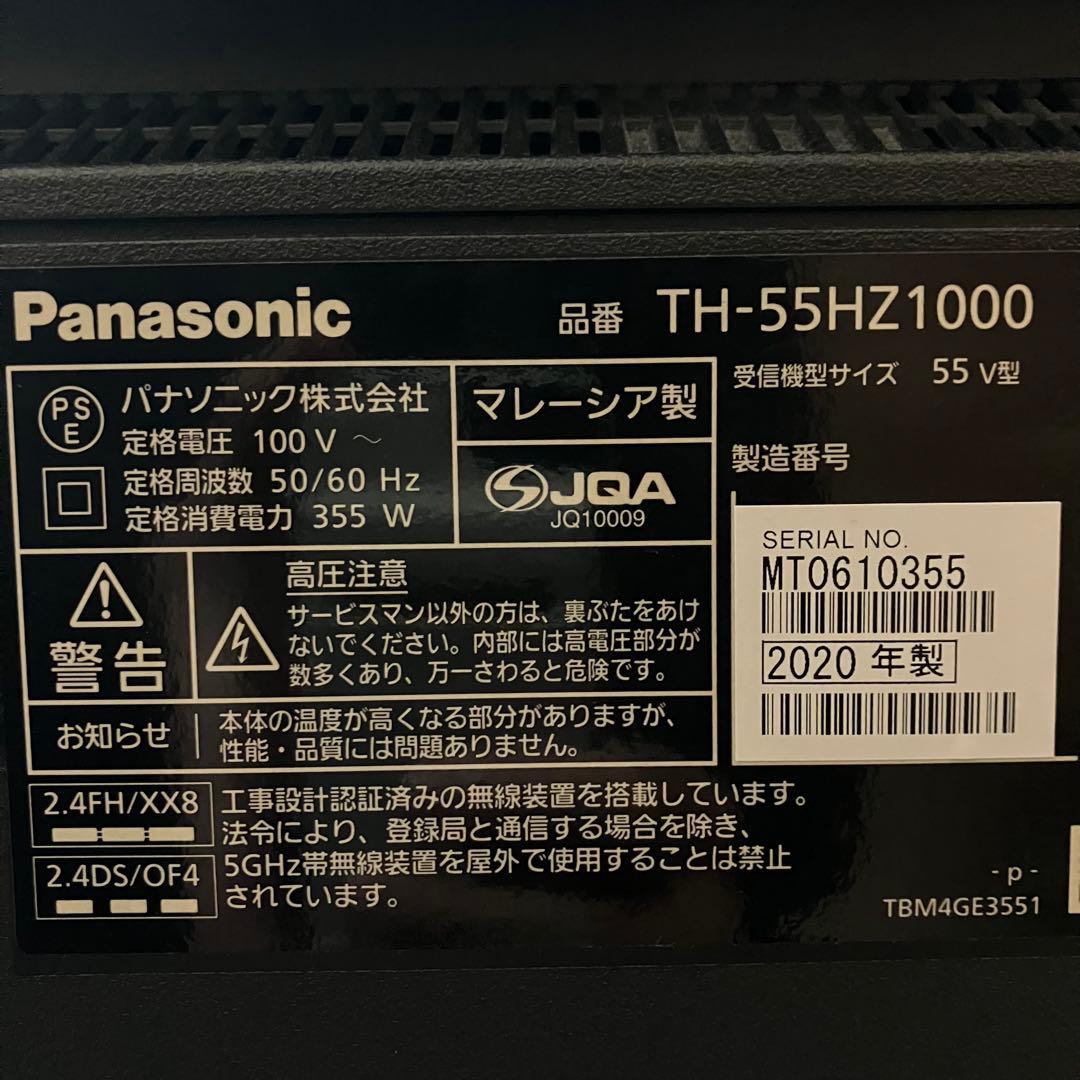 Panasonic
品番 TH-55HZ1000
受信機型サイズ 55 V型
PS
E
パナソニック株式会社
定格電圧 100 V ～
定格周波数 50/60 Hz
定格消費電力 355 W
マレーシア製
JQA
JQ10009
製造番号
SERIAL NO.
MT0610355
2020 年製
警告
高圧注意
サービスマン以外の方は、裏ぶたをあけ
ないでください。内部には高電圧部分が
数多くあり、万一さわると危険です。
お知らせ
本体の温度が高くなる部分がありますが、
性能・品質には問題ありません。
2.4FH/XX8
2.4DS/OF4
工事設計認証済みの無線装置を搭載しています。
法令により、登録局と通信する場合を除き、
5GHz帯無線装置を屋外で使用することは禁止
されています。
- p -
TBM4GE3551